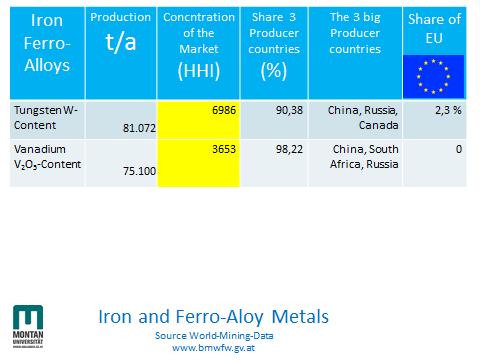 Iron
Ferro-
Alloys
Production
t/a
Concntration
of the
Market
(HHI)
Share 3
Producer
countries
(%)
The 3 big
Producer
countries
Share of
EU
Tungsten W-
Content
81.072
6986
90,38
China, Russia,
Canada
2,3 %
Vanadium
V₂O₅-Content
75.100
3653
98,22
China, South
Africa, Russia
0
MONTAN
UNIVERSITÄT
Iron and Ferro-Aloy Metals
Source World-Mining-Data
www.bmwfw.gv.at